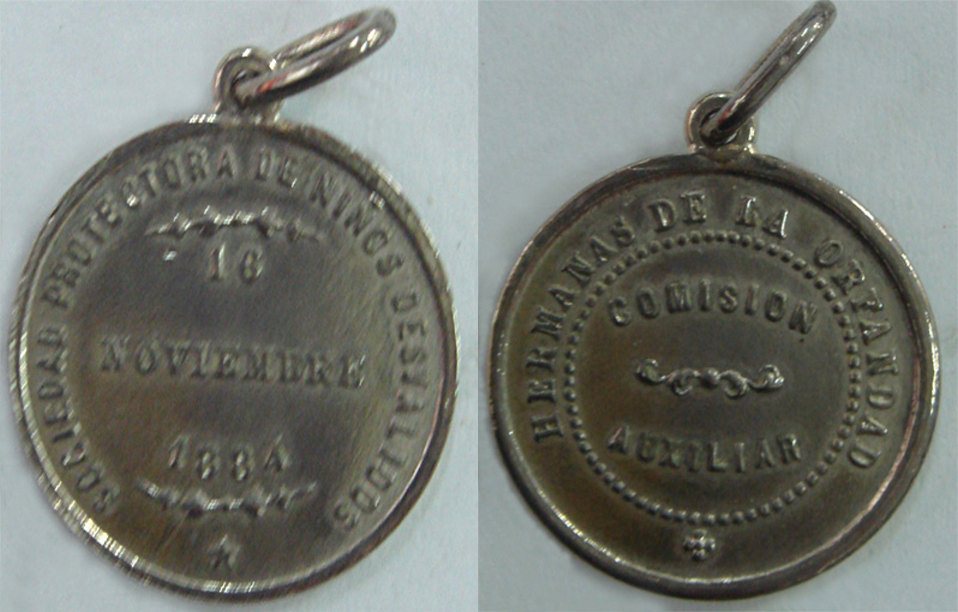 SOCIEDAD PROTECTORA DE NIÑOS DESVALIDOS
16
NOVIEMBRE
1884
HERMANAS DE LA ORFANDAD
COMISION
AUXILIAR